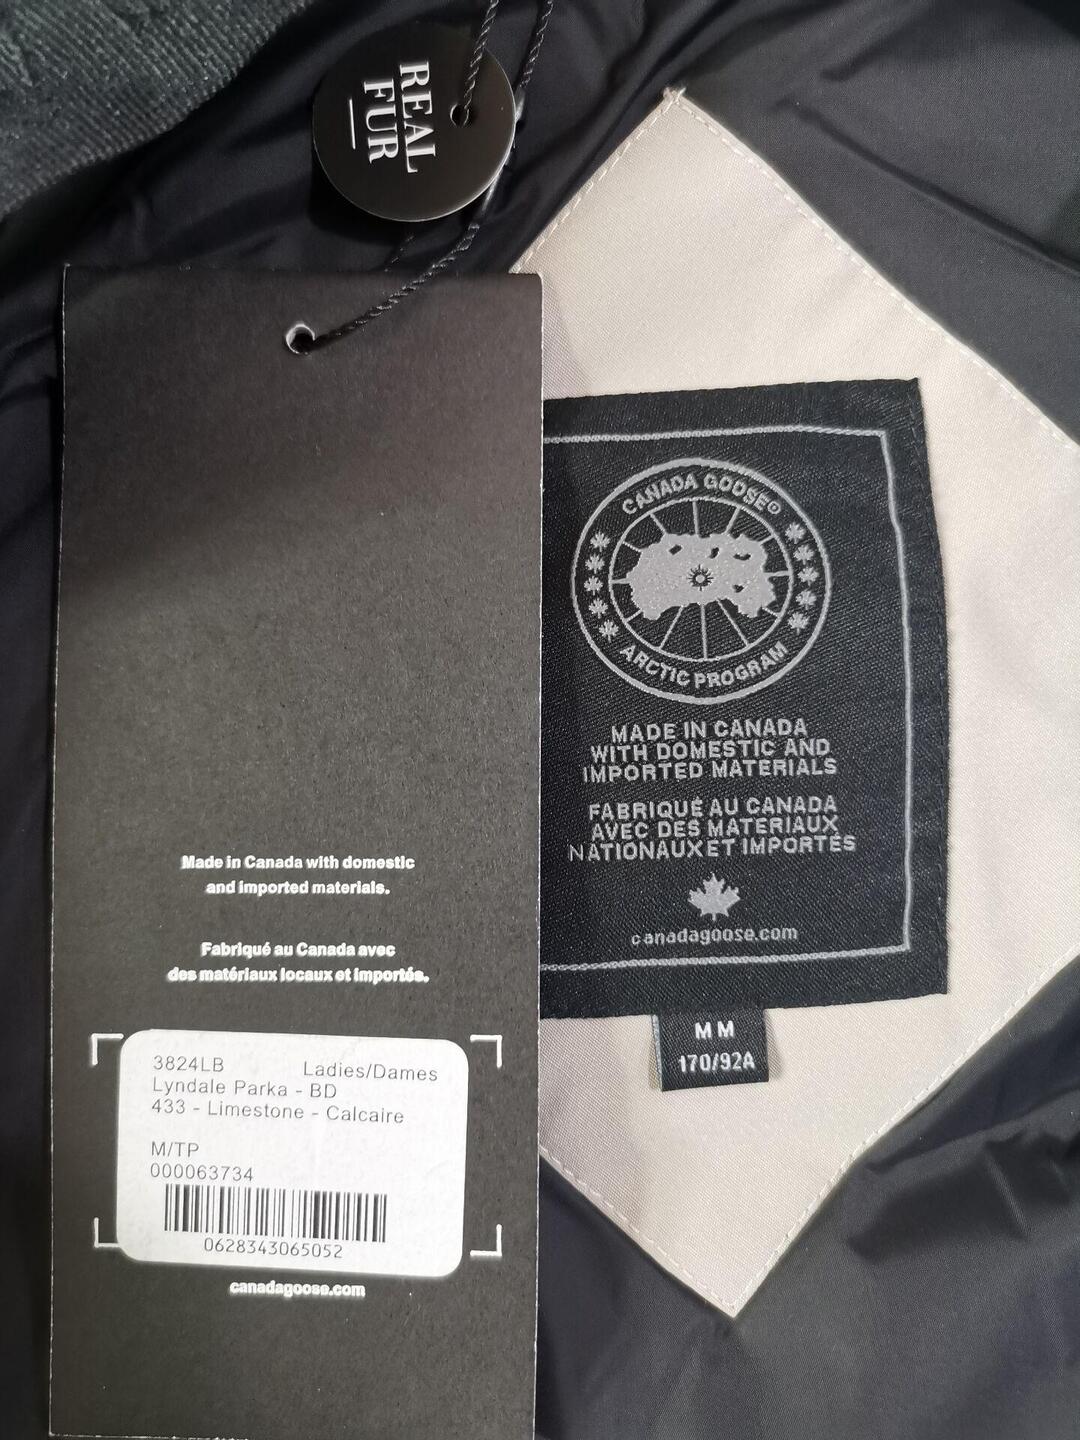 REAL
FUR
CANADA GOOSE®
ARCTIC PROGRAM
MADE IN CANADA
WITH DOMESTIC AND
IMPORTED MATERIALS
FABRIQUÉ AU CANADA
AVEC DES MATERIAUX
NATIONAUX ET IMPORTÉS
canadagoose.com
M M
170/92A
Made in Canada with domestic
and imported materials.
Fabriqué au Canada avec
des matériaux locaux et importés.
3824LB Ladies/Dames
Lyndale Parka - BD
433 - Limestone - Calcaire
M/TP
000063734
0628343065052
canadagoose.com